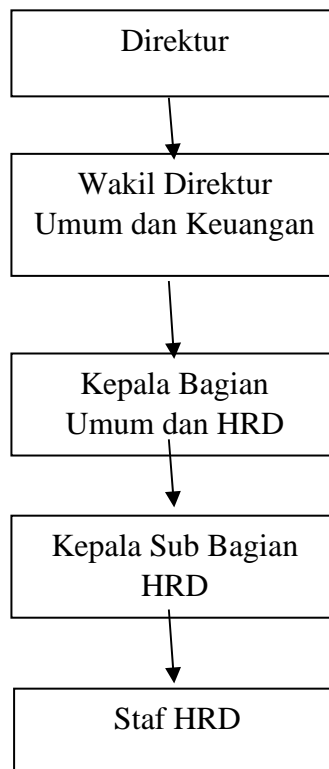 Direktur
Wakil Direktur
Umum dan Keuangan
Kepala Bagian
Umum dan HRD
Kepala Sub Bagian
HRD
Staf HRD